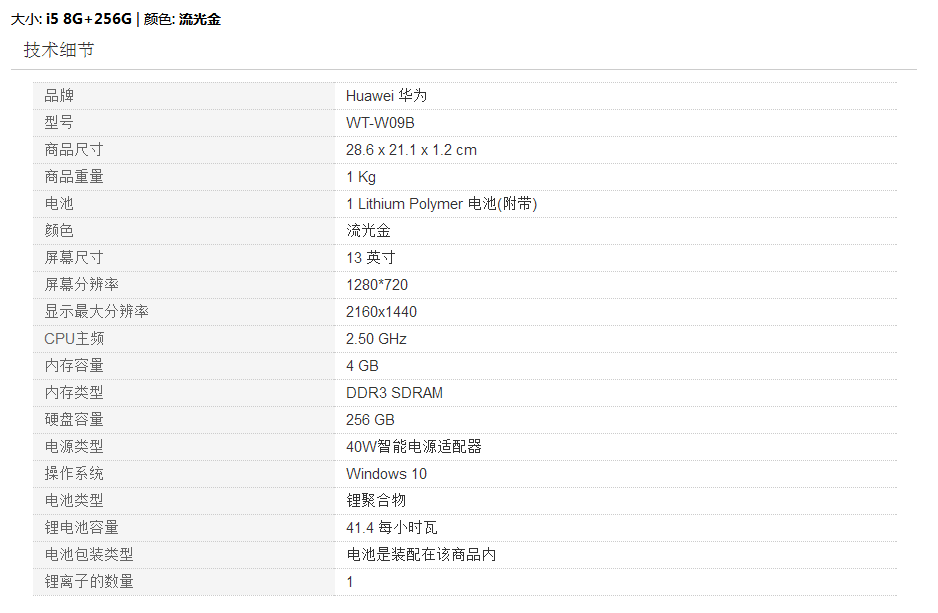 大小: i5 8G+256G | 颜色: 流光金
技术细节
品牌 Huawei 华为
型号 WT-W09B
商品尺寸 28.6 x 21.1 x 1.2 cm
商品重量 1 Kg
电池 1 Lithium Polymer 电池(附带)
颜色 流光金
屏幕尺寸 13 英寸
屏幕分辨率 1280*720
显示最大分辨率 2160x1440
CPU主频 2.50 GHz
内存容量 4 GB
内存类型 DDR3 SDRAM
硬盘容量 256 GB
电源类型 40W智能电源适配器
操作系统 Windows 10
电池类型 锂聚合物
锂电池容量 41.4 每小时瓦
电池包装类型 电池是装配在该商品内
锂离子的数量 1